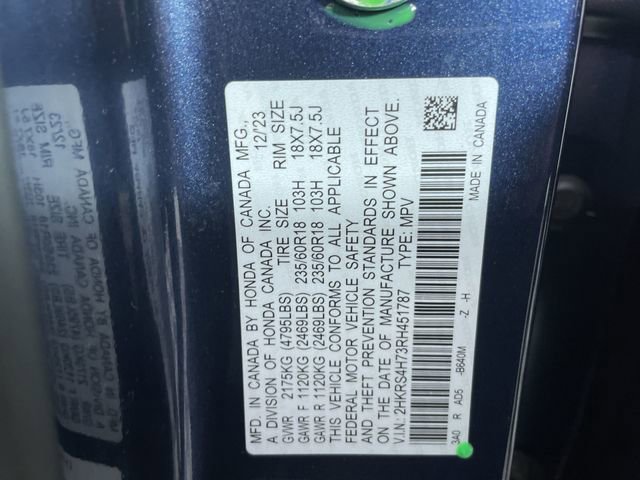 MADE IN CANADA BY HONDA OF CANADA MFG.,
A DIVISION OF HONDA CANADA INC. 12/23
GVWR 2175KG (4795LBS) TIRE SIZE RIM SIZE
GAWR F 1120KG (2469LBS) 235/60R18 103H 18X7.5J
GAWR R 1120KG (2469LBS) 235/60R18 103H 18X7.5J
THIS VEHICLE CONFORMS TO ALL APPLICABLE
FEDERAL MOTOR VEHICLE SAFETY
AND THEFT PREVENTION STANDARDS IN EFFECT
ON THE DATE OF MANUFACTURE SHOWN ABOVE.
V.I.N.: 2HKRS4H73RH451787 TYPE: MPV
3A0 R AD5 -B640M -Z -H
MADE IN CANADA